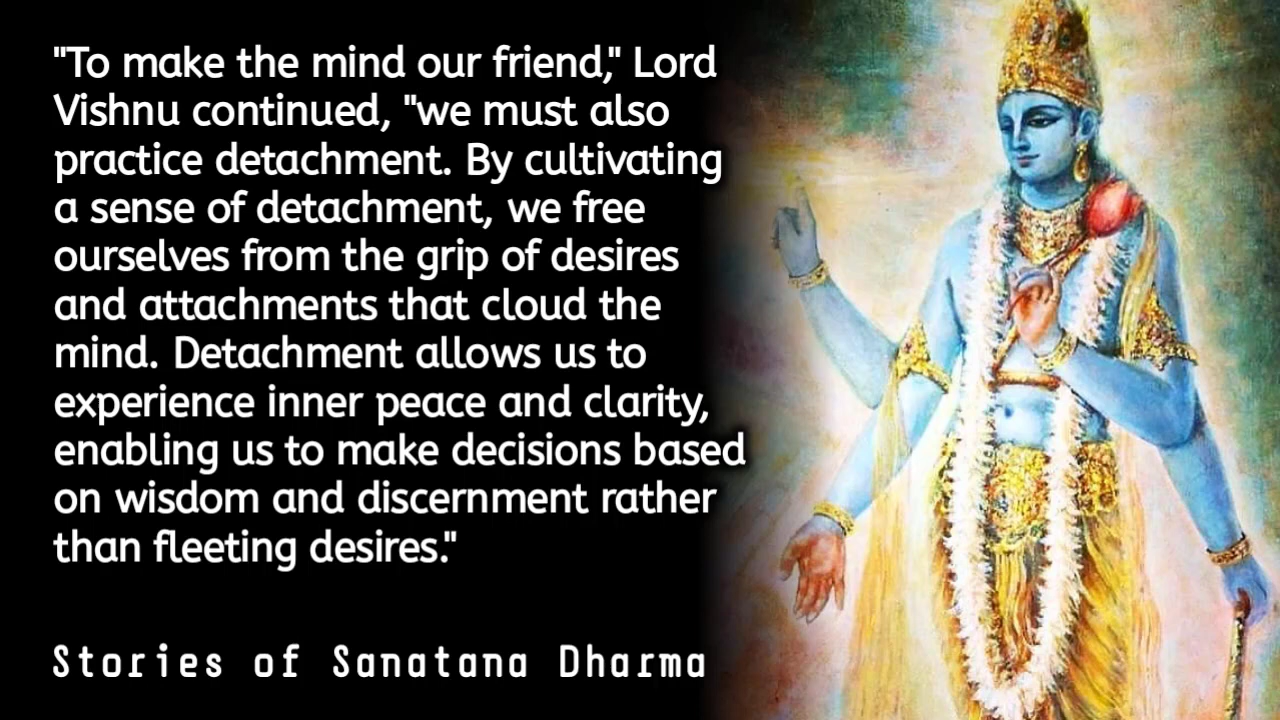 "To make the mind our friend," Lord
Vishnu continued, "we must also
practice detachment. By cultivating
a sense of detachment, we free
ourselves from the grip of desires
and attachments that cloud the
mind. Detachment allows us to
experience inner peace and clarity,
enabling us to make decisions based
on wisdom and discernment rather
than fleeting desires."
Stories of Sanatana Dharma